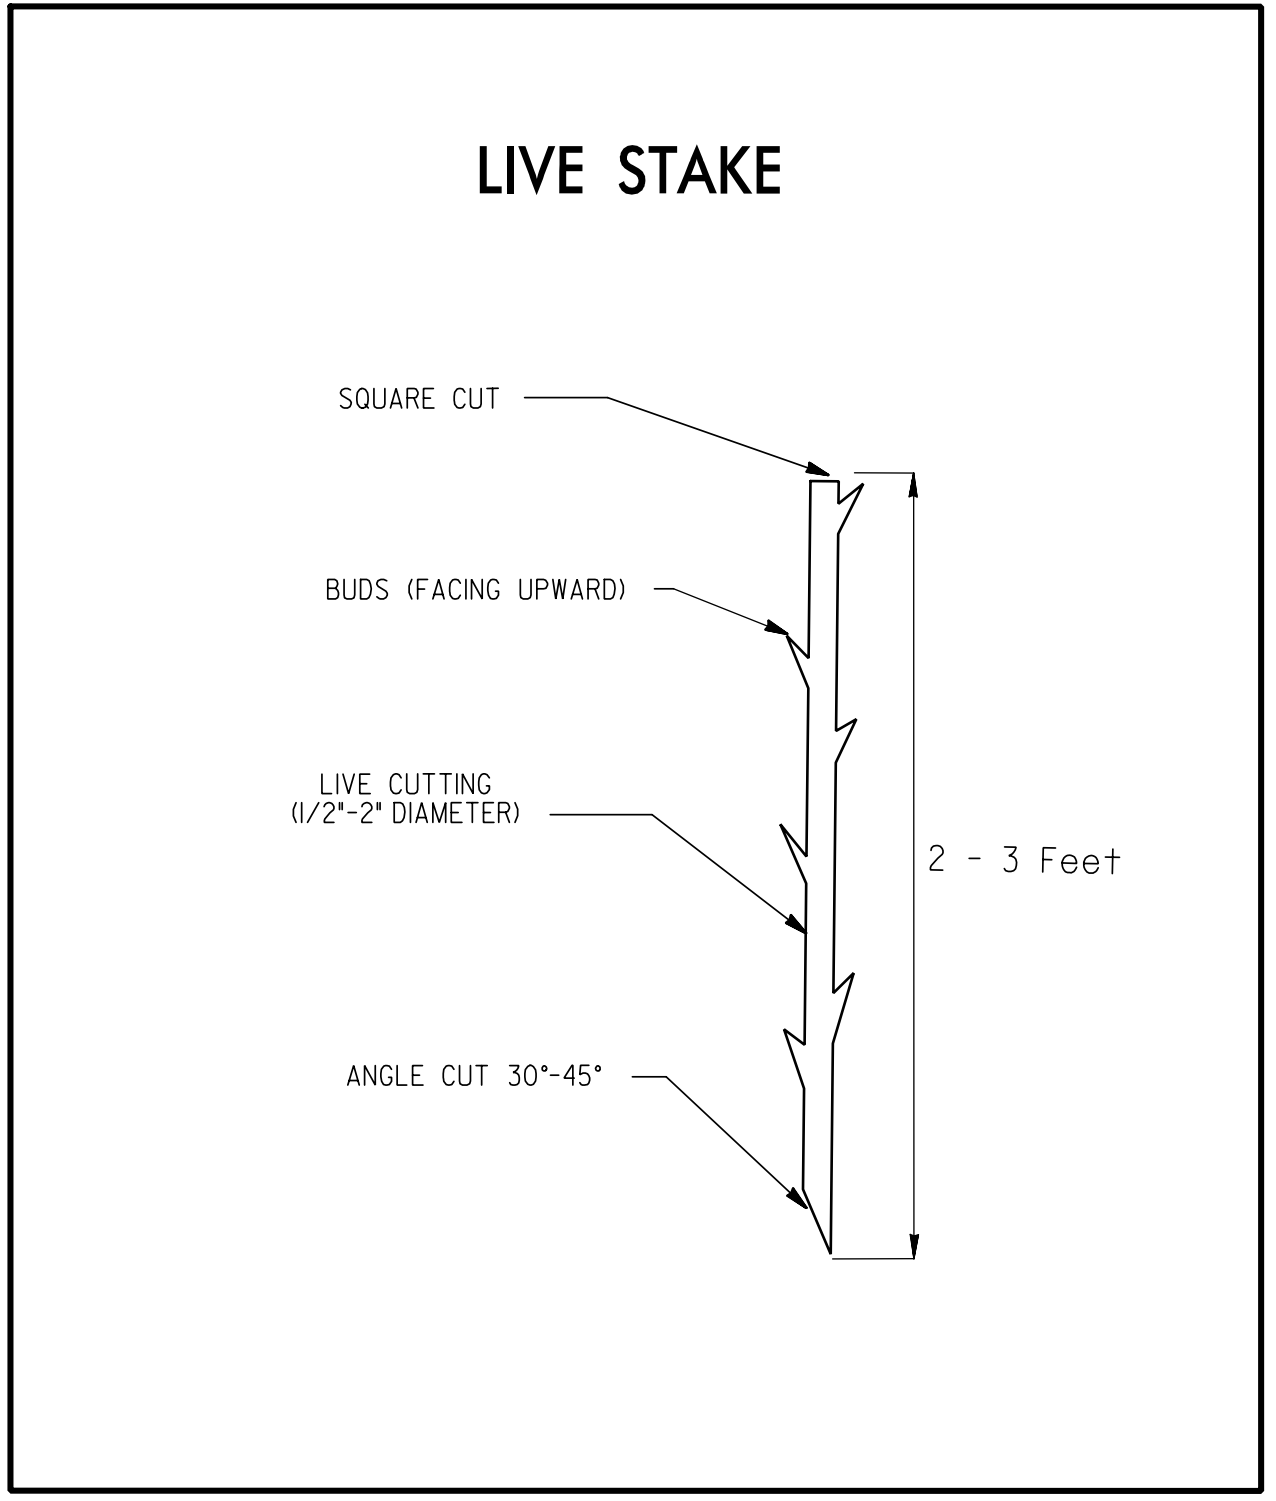 LIVE STAKE
SQUARE CUT
BUDS (FACING UPWARD)
LIVE CUTTING
(1/2"-2" DIAMETER)
2 - 3 Feet
ANGLE CUT 30°-45°